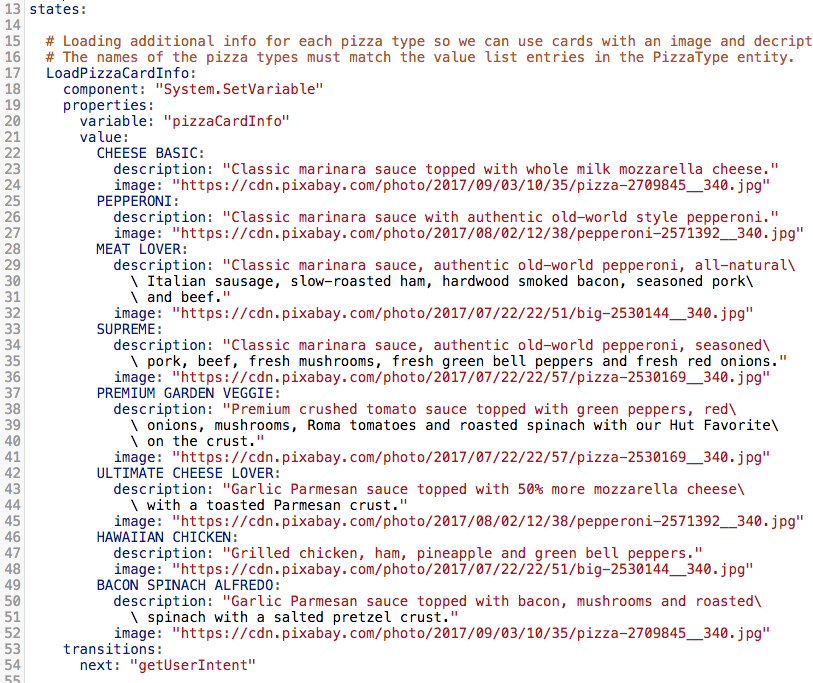 13 states:
14
15   # Loading additional info for each pizza type so we can use cards with an image and decript
16   # The names of the pizza types must match the value list entries in the PizzaType entity.
17   LoadPizzaCardInfo:
18     component: "System.SetVariable"
19     properties:
20       variable: "pizzaCardInfo"
21       value:
22         CHEESE BASIC:
23           description: "Classic marinara sauce topped with whole milk mozzarella cheese."
24           image: "https://cdn.pixabay.com/photo/2017/09/03/10/35/pizza-2709845__340.jpg"
25         PEPPERONI:
26           description: "Classic marinara sauce with authentic old-world style pepperoni."
27           image: "https://cdn.pixabay.com/photo/2017/08/02/12/38/pepperoni-2571392__340.jpg"
28         MEAT LOVER:
29           description: "Classic marinara sauce, authentic old-world pepperoni, all-natural\
30             \ Italian sausage, slow-roasted ham, hardwood smoked bacon, seasoned pork\
31             \ and beef."
32           image: "https://cdn.pixabay.com/photo/2017/07/22/22/51/big-2530144__340.jpg"
33         SUPREME:
34           description: "Classic marinara sauce, authentic old-world pepperoni, seasoned\
35             \ pork, beef, fresh mushrooms, fresh green bell peppers and fresh red onions."
36           image: "https://cdn.pixabay.com/photo/2017/07/22/22/57/pizza-2530169__340.jpg"
37         PREMIUM GARDEN VEGGIE:
38           description: "Premium crushed tomato sauce topped with green peppers, red\
39             \ onions, mushrooms, Roma tomatoes and roasted spinach with our Hut Favorite\
40             \ on the crust."
41           image: "https://cdn.pixabay.com/photo/2017/07/22/22/57/pizza-2530169__340.jpg"
42         ULTIMATE CHEESE LOVER:
43           description: "Garlic Parmesan sauce topped with 50% more mozzarella cheese\
44             \ with a toasted Parmesan crust."
45           image: "https://cdn.pixabay.com/photo/2017/08/02/12/38/pepperoni-2571392__340.jpg"
46         HAWAIIAN CHICKEN:
47           description: "Grilled chicken, ham, pineapple and green bell peppers."
48           image: "https://cdn.pixabay.com/photo/2017/07/22/22/51/big-2530144__340.jpg"
49         BACON SPINACH ALFREDO:
50           description: "Garlic Parmesan sauce topped with bacon, mushrooms and roasted\
51             \ spinach with a salted pretzel crust."
52           image: "https://cdn.pixabay.com/photo/2017/09/03/10/35/pizza-2709845__340.jpg"
53     transitions:
54       next: "getUserIntent"
55